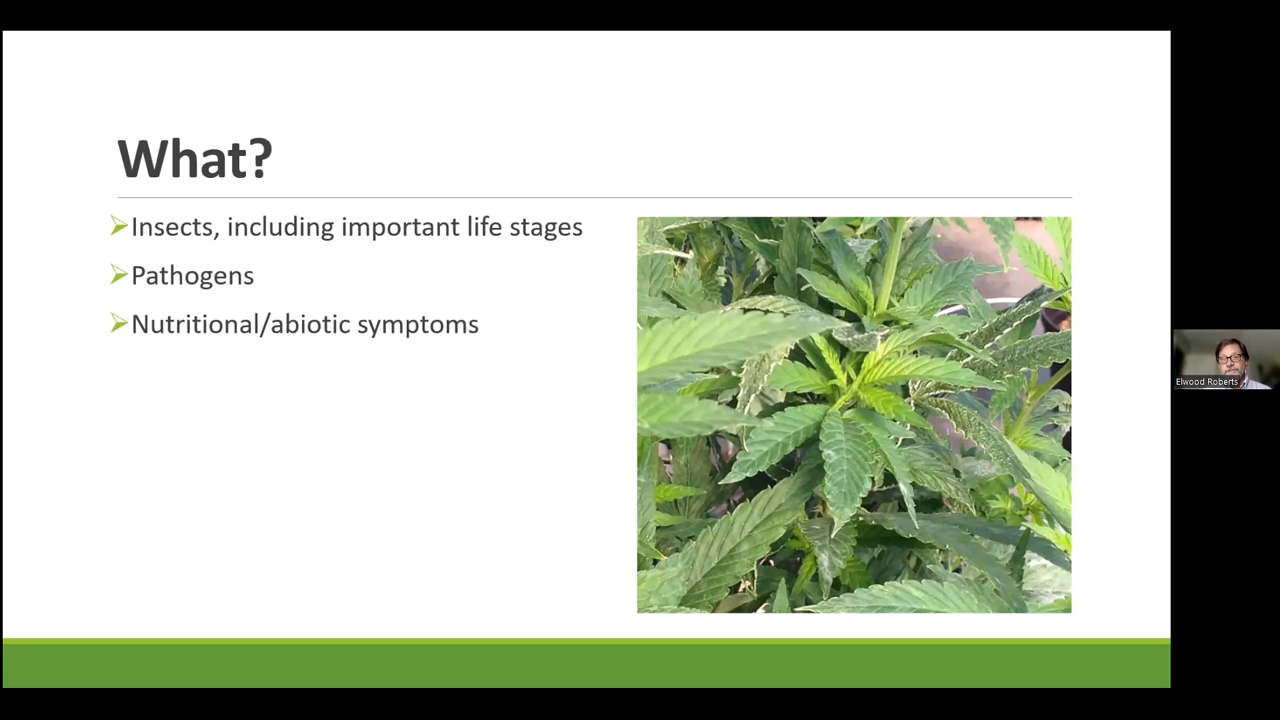 What?
Insects, including important life stages
Pathogens
Nutritional/abiotic symptoms
Elwood Roberts